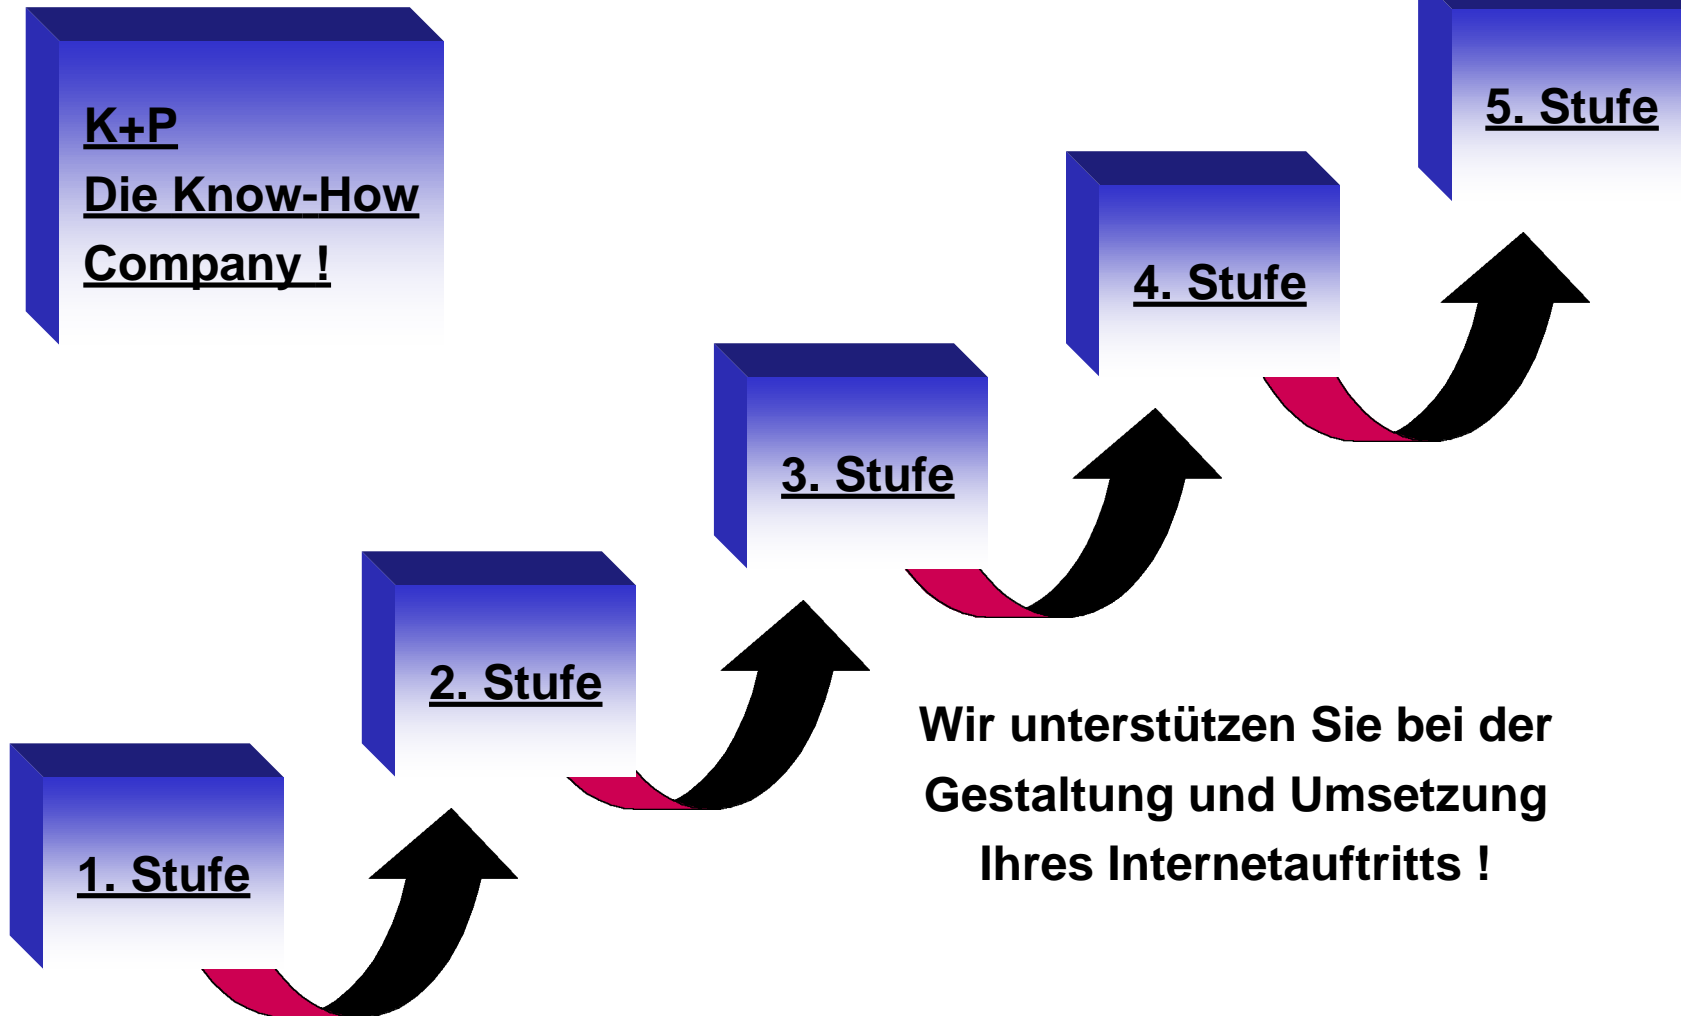 K+P
Die Know-How
Company !
5. Stufe
4. Stufe
3. Stufe
2. Stufe
1. Stufe
Wir unterstützen Sie bei der
Gestaltung und Umsetzung
Ihres Internetauftritts !